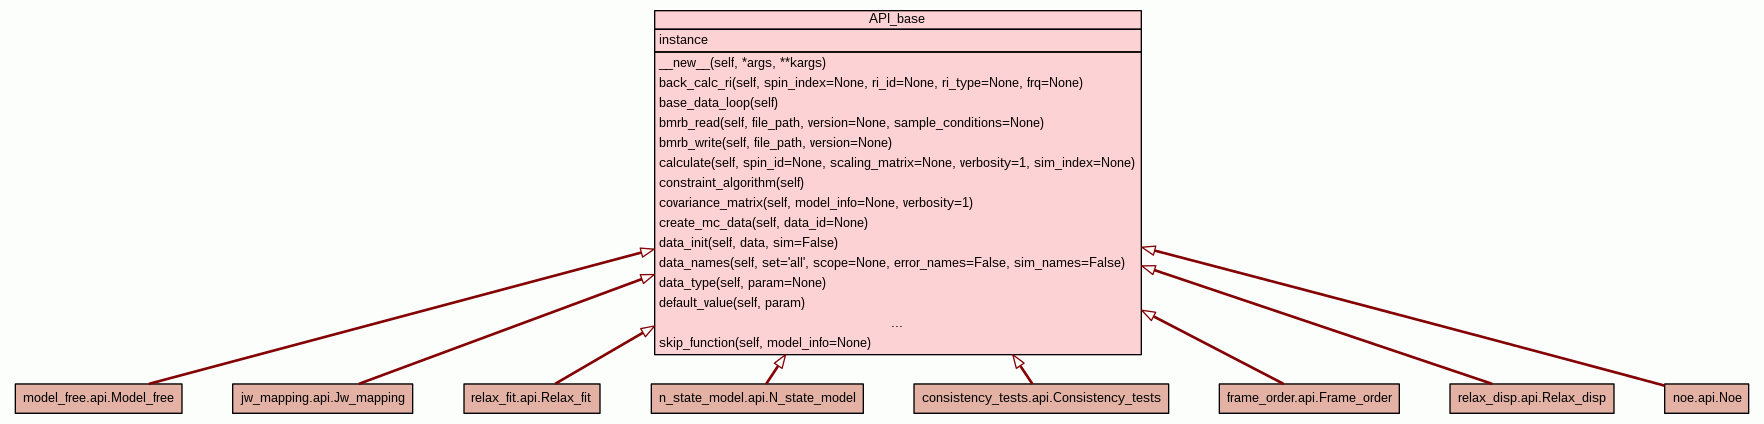 API_base
instance
__new__(self, *args, **kargs)
back_calc_ri(self, spin_index=None, ri_id=None, ri_type=None, frq=None)
base_data_loop(self)
bmrb_read(self, file_path, version=None, sample_conditions=None)
bmrb_write(self, file_path, version=None)
calculate(self, spin_id=None, scaling_matrix=None, verbosity=1, sim_index=None)
constraint_algorithm(self)
covariance_matrix(self, model_info=None, verbosity=1)
create_mc_data(self, data_id=None)
data_init(self, data, sim=False)
data_names(self, set='all', scope=None, error_names=False, sim_names=False)
data_type(self, param=None)
default_value(self, param)
...
skip_function(self, model_info=None)
model_free.api.Model_free
jw_mapping.api.Jw_mapping
relax_fit.api.Relax_fit
n_state_model.api.N_state_model
consistency_tests.api.Consistency_tests
frame_order.api.Frame_order
relax_disp.api.Relax_disp
noe.api.Noe